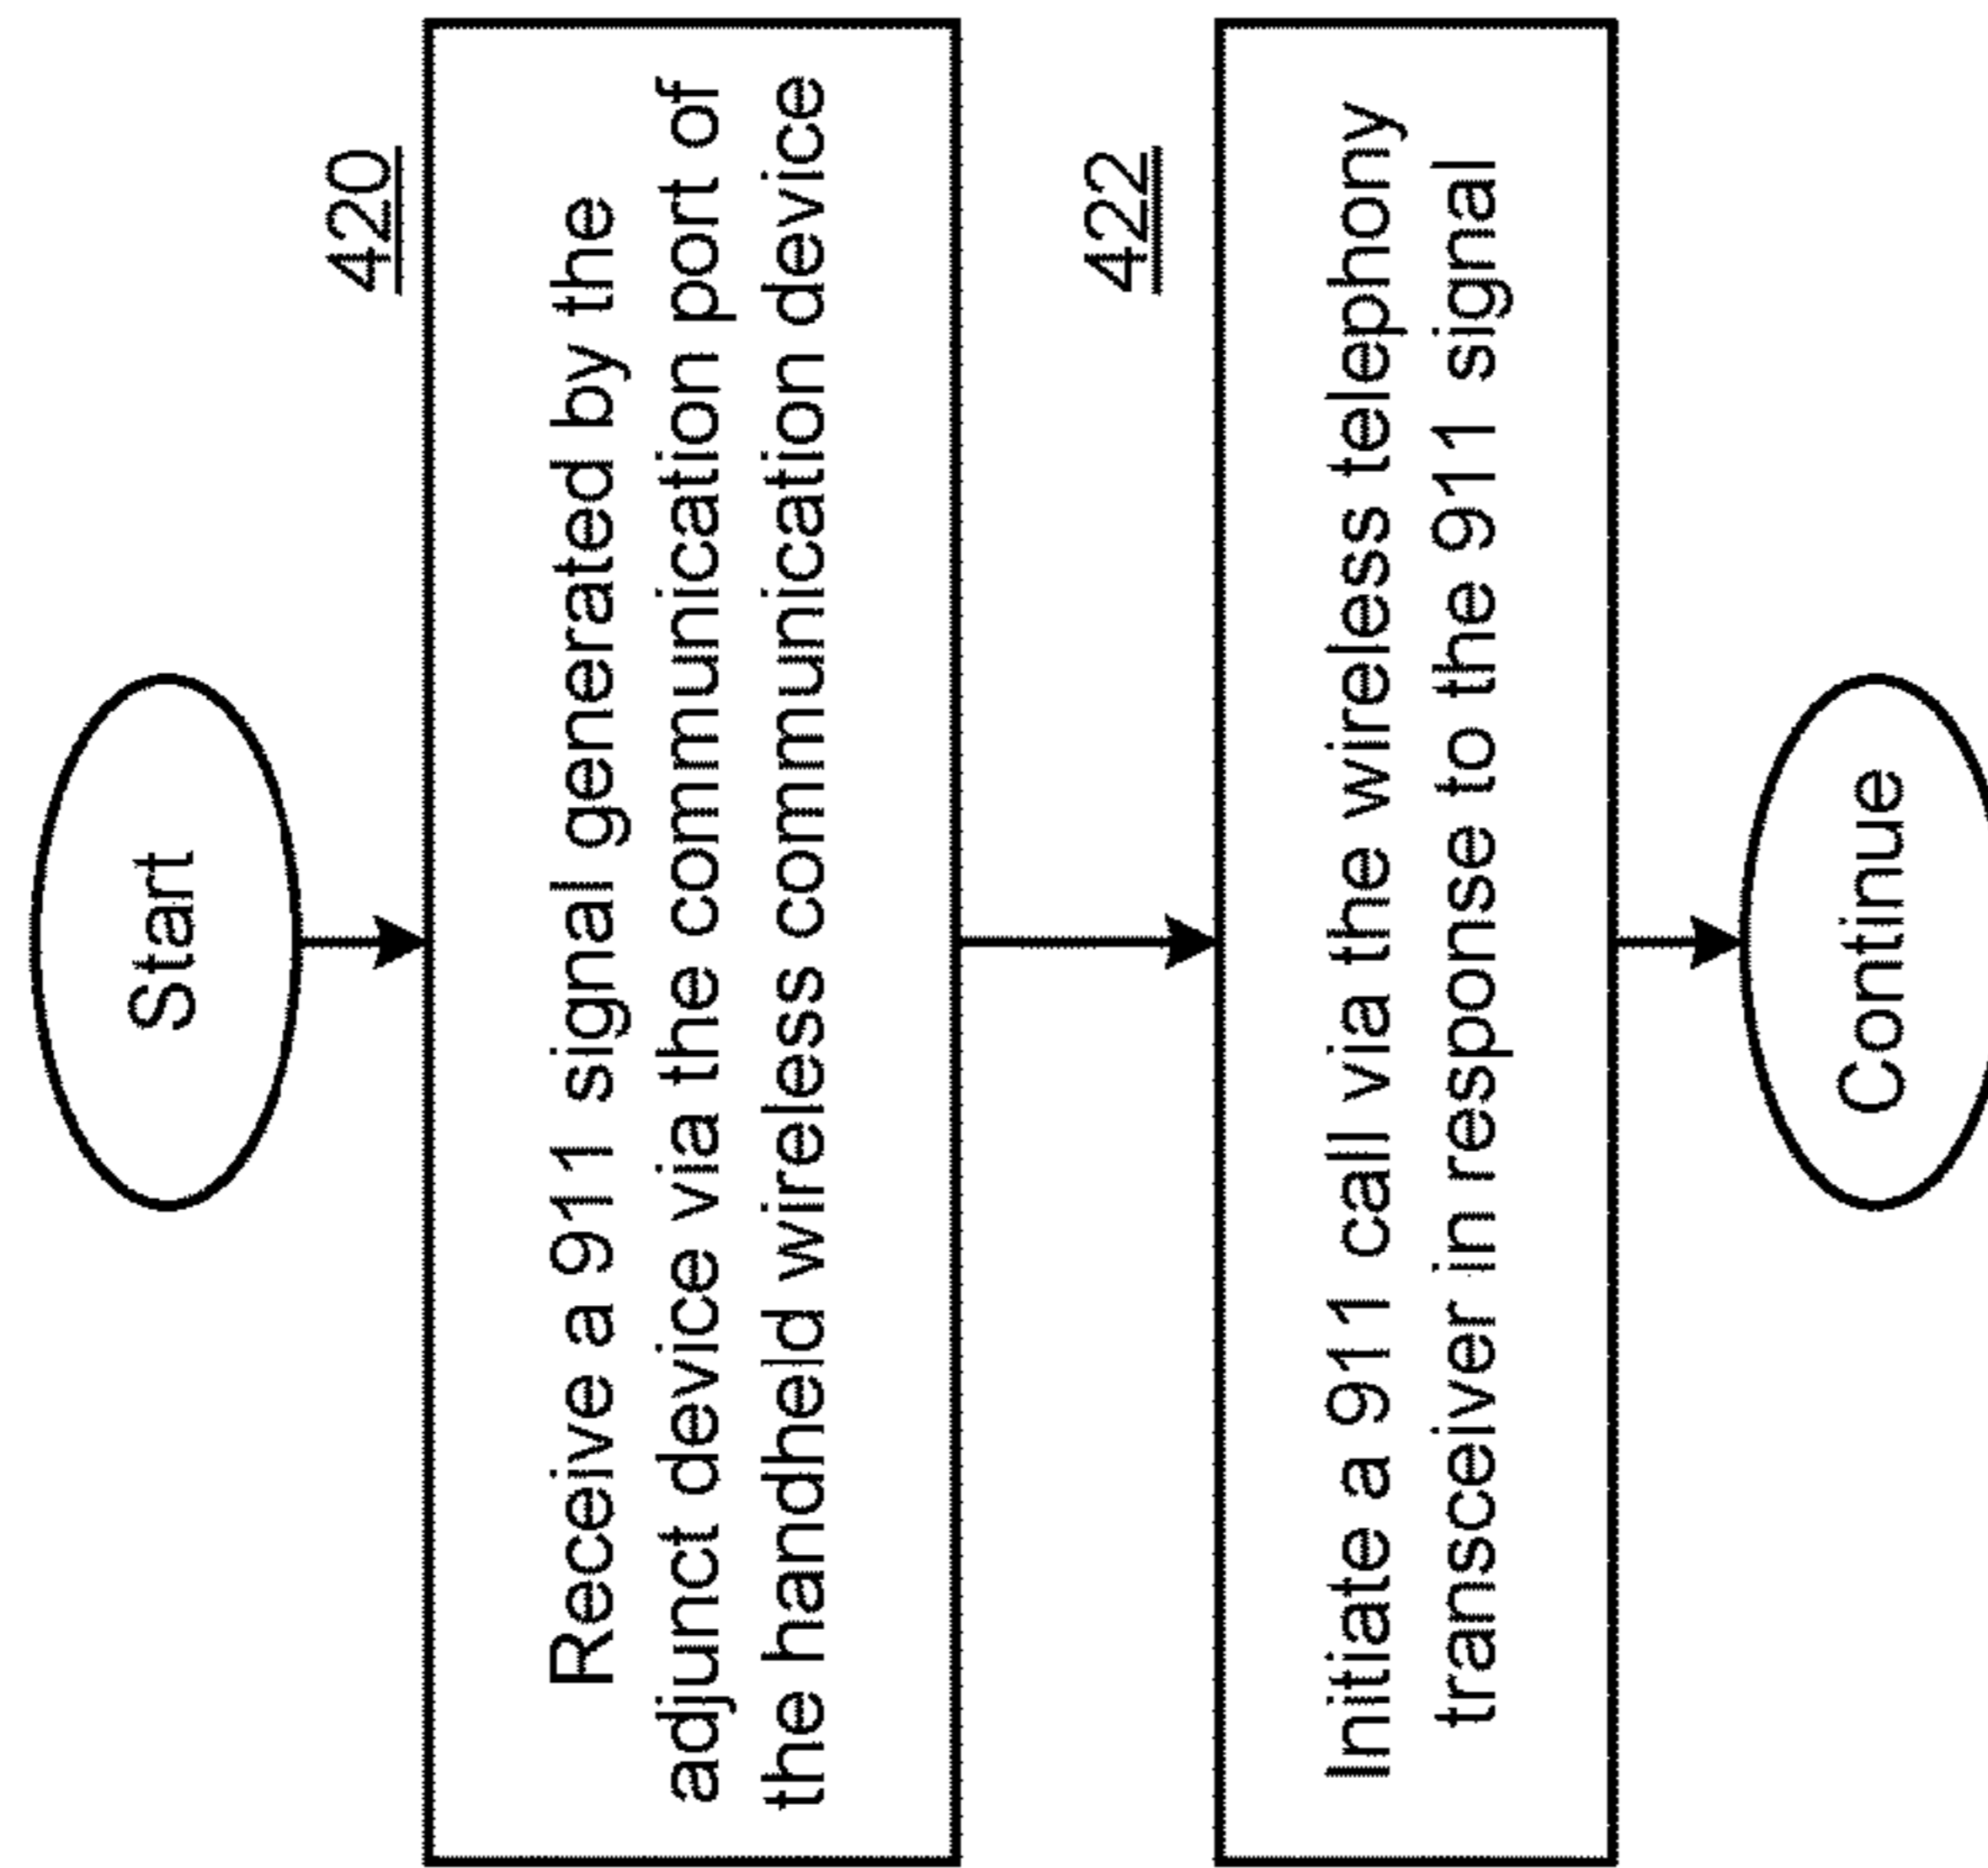 Start
420
Receive a 911 signal generated by the
adjunct device via the communication port of
the handheld wireless communication device
422
Initiate a 911 call via the wireless telephony
transceiver in response to the 911 signal
Continue